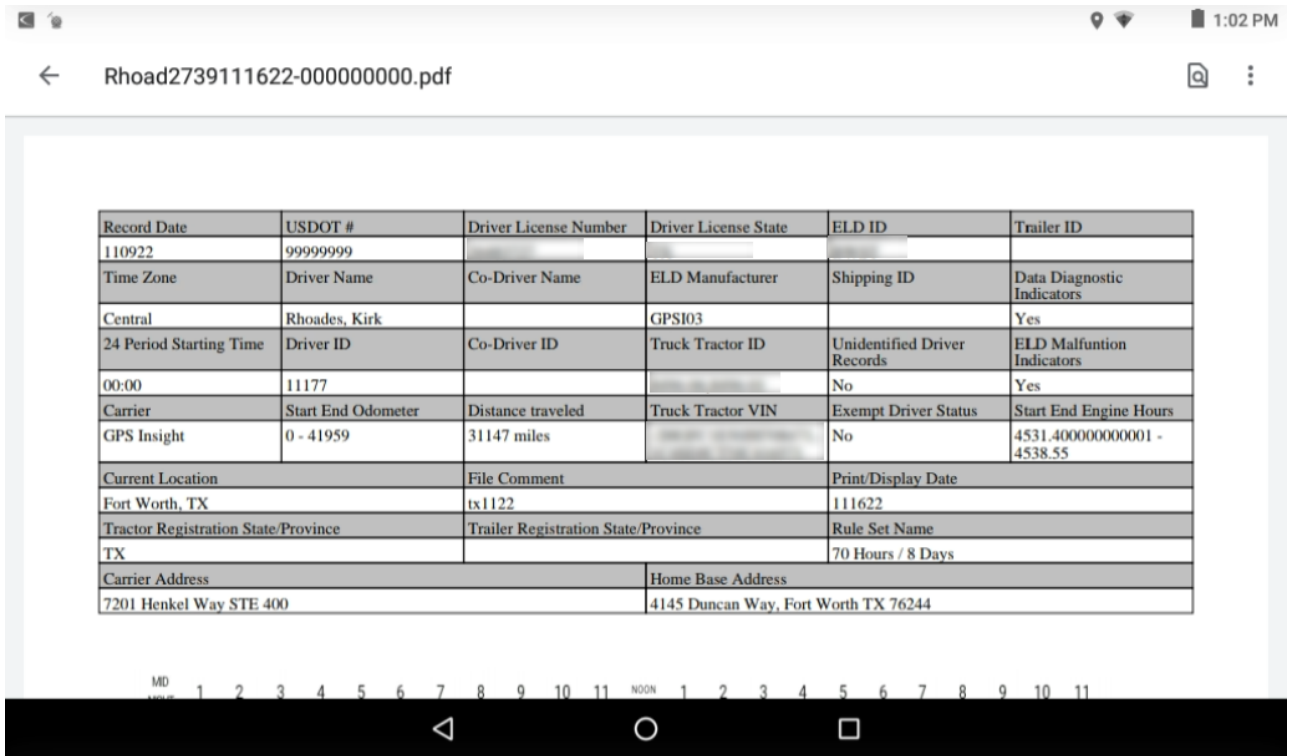 1:02 PM
Rhoad2739111622-000000000.pdf
Record Date USDOT # Driver License Number Driver License State ELD ID Trailer ID
110922 99999999
Time Zone Driver Name Co-Driver Name ELD Manufacturer Shipping ID Data Diagnostic
Indicators
Central Rhoades, Kirk GPSI03 Yes
24 Period Starting Time Driver ID Co-Driver ID Truck Tractor ID Unidentified Driver ELD Malfuntion
Records Indicators
00:00 11177 No Yes
Carrier Start End Odometer Distance traveled Truck Tractor VIN Exempt Driver Status Start End Engine Hours
GPS Insight 0 - 41959 31147 miles No 4531.400000000001 -
4538.55
Current Location File Comment Print/Display Date
Fort Worth, TX tx1122 111622
Tractor Registration State/Province Trailer Registration State/Province Rule Set Name
TX 70 Hours / 8 Days
Carrier Address Home Base Address
7201 Henkel Way STE 400 4145 Duncan Way, Fort Worth TX 76244
MD
1 2 3 4 5 6 7 8 9 10 11 NOON 1 2 3 4 5 6 7 8 9 10 11